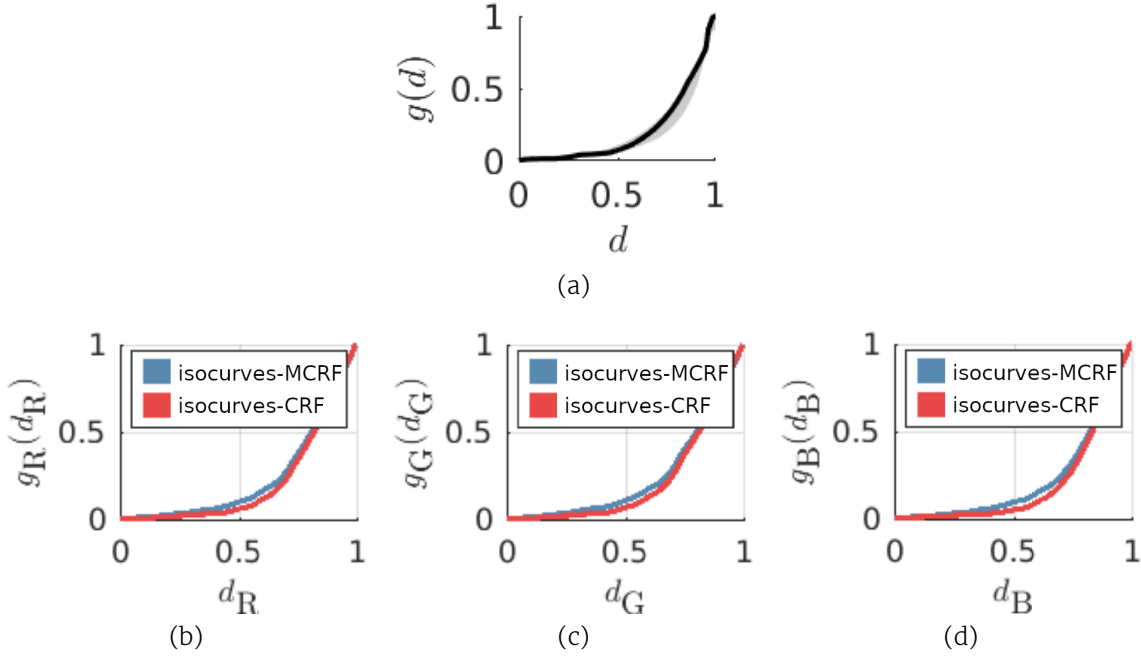 1
g(d)
0.5
0
0 0.5 1
d
(a)
1 isocurves-MCRF 1 isocurves-MCRF 1 isocurves-MCRF
isocurves-CRF isocurves-CRF isocurves-CRF
gR(dR) gG(dG) gB(dB)
0.5 0.5 0.5
0 0 0
0 0.5 1 0 0.5 1 0 0.5 1
dR dG dB
(b) (c) (d)